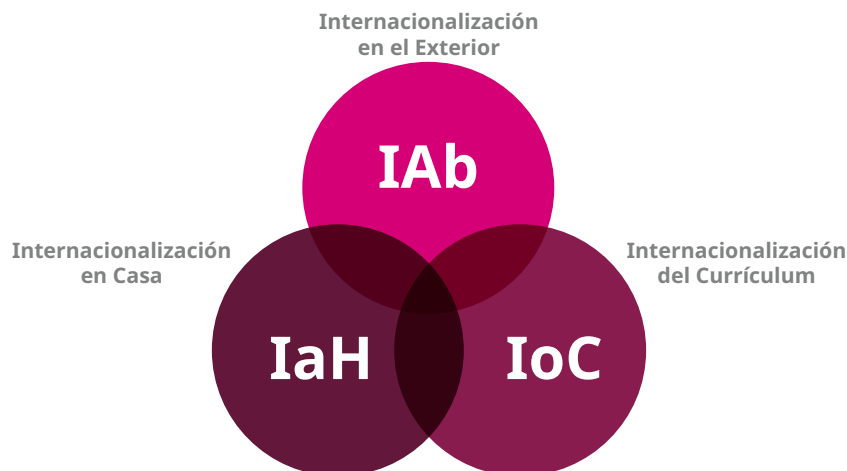 Internacionalización
en el Exterior
IAb
Internacionalización
en Casa
Internacionalización
del Currículum
IaH
IoC